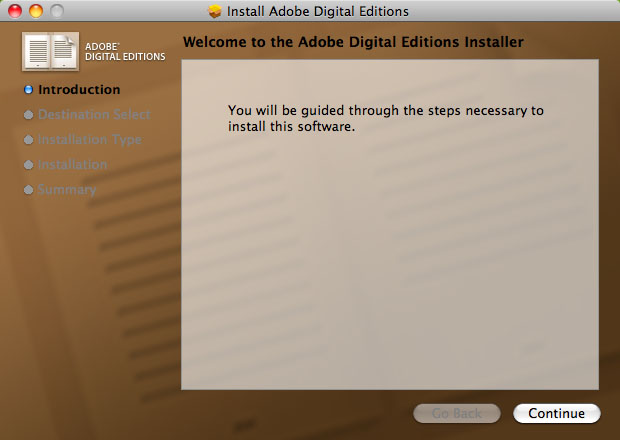 Install Adobe Digital Editions
ADOBE®
DIGITAL EDITIONS
Welcome to the Adobe Digital Editions Installer
Introduction
Destination Select
Installation Type
Installation
Summary
You will be guided through the steps necessary to
install this software.
Go Back
Continue